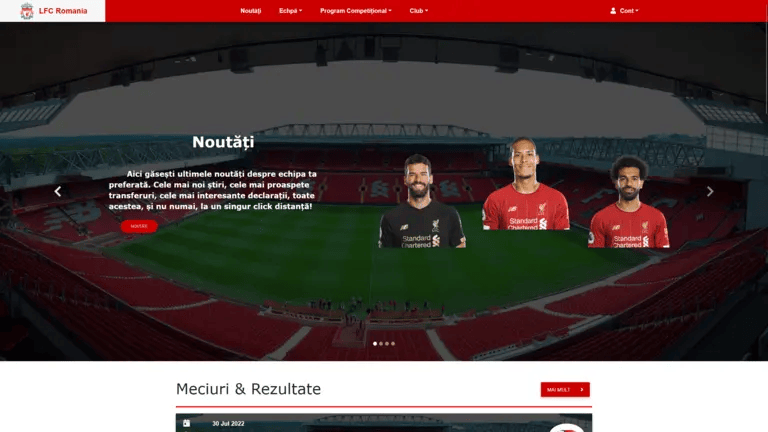 LFC Romania
Noutăți
Echipă
Program Competițional
Club
Cont
Noutăți
Aici găsești ultimele noutăți despre echipa ta
preferată. Cele mai noi știri, cele mai proaspete
transferuri, cele mai interesante declarații, toate
acestea, și nu numai, la un singur click distanță!
NOUTĂȚI
Standard
Chartered
Standard
Chartered
Standard
Chartered
Meciuri & Rezultate
MAI MULT
30 Jul 2022